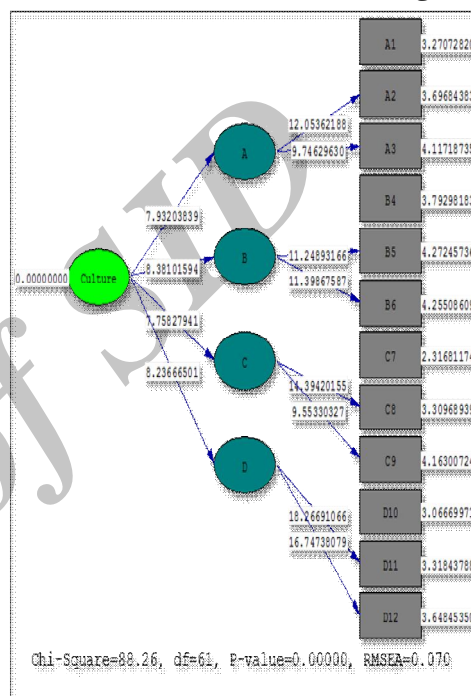 A1 3.2707282
A2 3.6968438
12.05362188
9.74629630
A3 4.1171873
A
7.93203839
B4 3.7929818
B5 4.2724573
11.24893166
B
8.38101594
0.00000000 Culture
11.39867587
B6 4.2550860
7.75827941
C7 2.3168117
8.23666501
C
14.39420155
C8 3.3096893
9.55330327
C9 4.1630072
D
D10 3.0666997
18.26691066
16.74738079
D11 3.3184378
D12 3.6484535
Chi-Square=88.26, df=61, P-value=0.00000, RMSEA=0.070
of SID